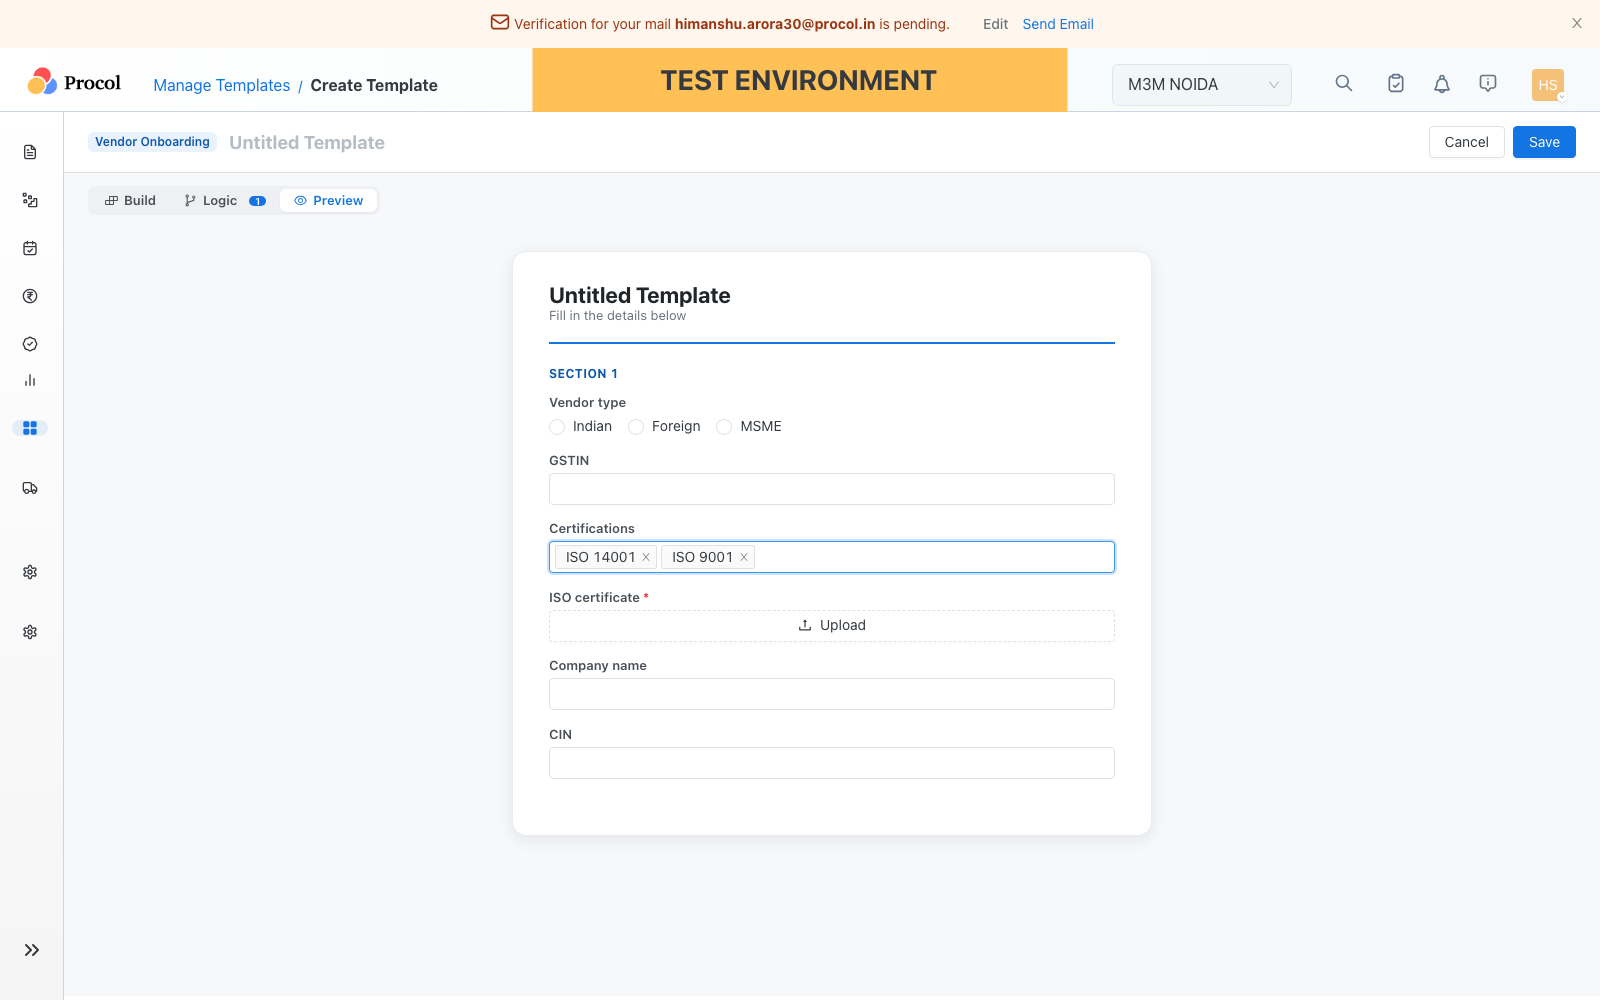 Verification for your mail himanshu.arora30@procol.in is pending. Edit Send Email
Procol
Manage Templates / Create Template
TEST ENVIRONMENT
M3M NOIDA
HS
Vendor Onboarding Untitled Template
Cancel Save
Build Logic 1 Preview
Untitled Template
Fill in the details below
SECTION 1
Vendor type
Indian Foreign MSME
GSTIN
Certifications
ISO 14001 ISO 9001
ISO certificate *
Upload
Company name
CIN